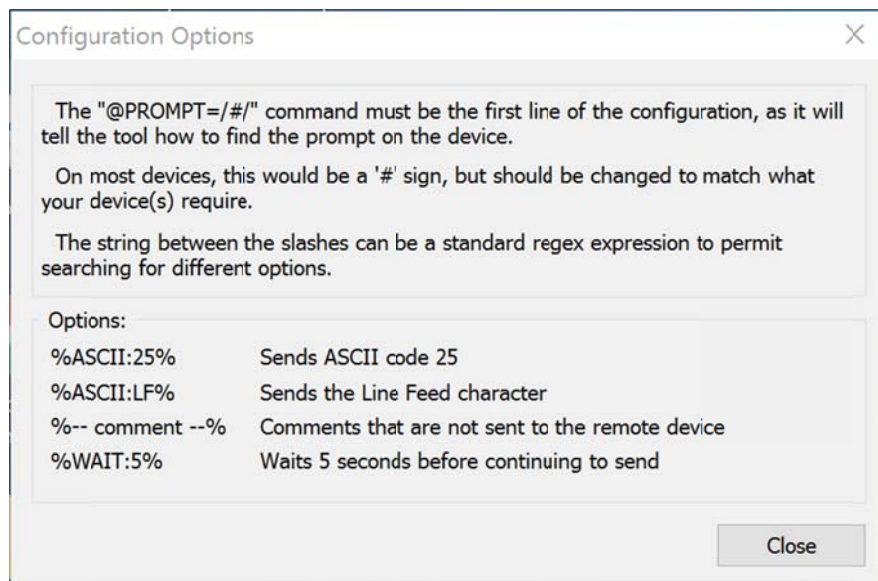 Configuration Options
The "@PROMPT=/#/" command must be the first line of the configuration, as it will
tell the tool how to find the prompt on the device.
On most devices, this would be a '#' sign, but should be changed to match what
your device(s) require.
The string between the slashes can be a standard regex expression to permit
searching for different options.
Options:
%ASCII:25% Sends ASCII code 25
%ASCII:LF% Sends the Line Feed character
%-- comment --% Comments that are not sent to the remote device
%WAIT:5% Waits 5 seconds before continuing to send
Close